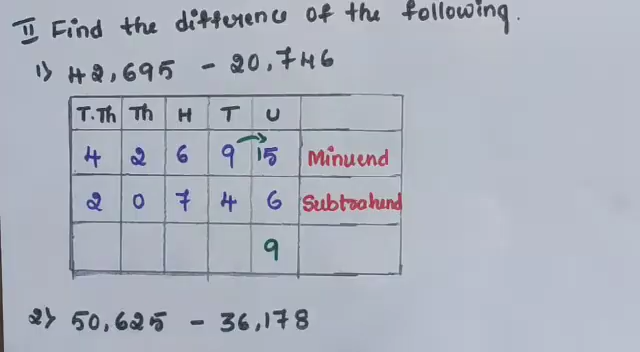 II Find the difference of the following.
1) 42,695 - 20,746
T.Th Th H T U
4 2 6 9 15 Minuend
2 0 7 4 6 Subtrahend
9
2) 50,625 - 36,178